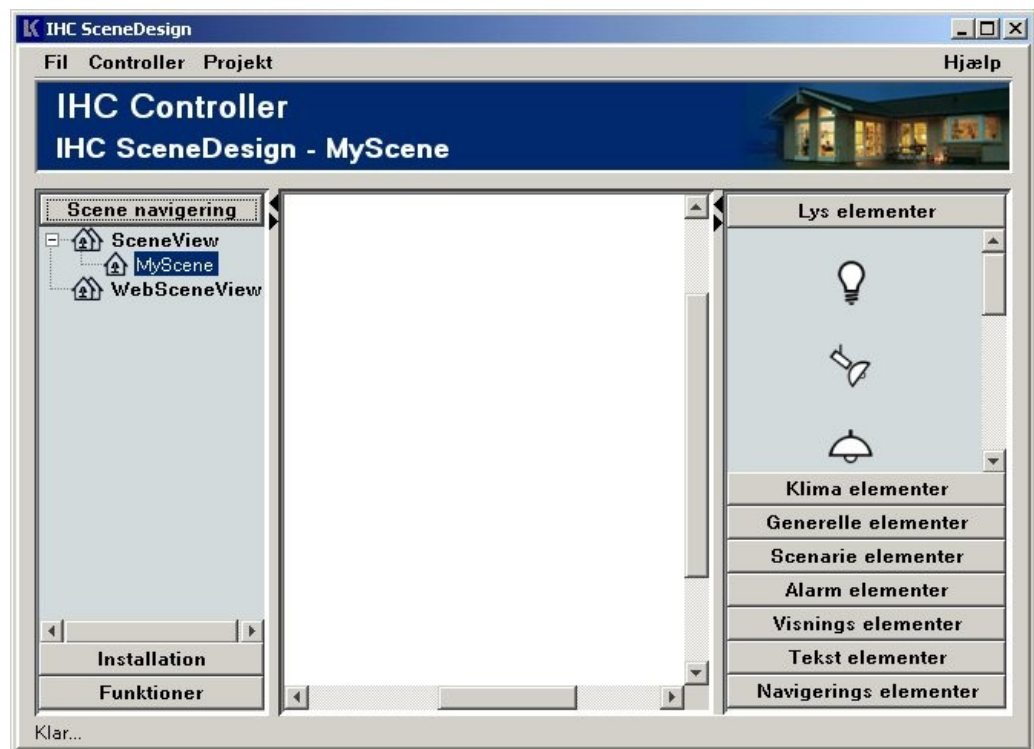 IHC SceneDesign
Fil Controller Projekt Hjælp
IHC Controller
IHC SceneDesign - MyScene
Scene navigering
SceneView
MyScene
WebSceneView
Installation
Funktioner
Lys elementer
Klima elementer
Generelle elementer
Scenarie elementer
Alarm elementer
Visnings elementer
Tekst elementer
Navigerings elementer
Klar...